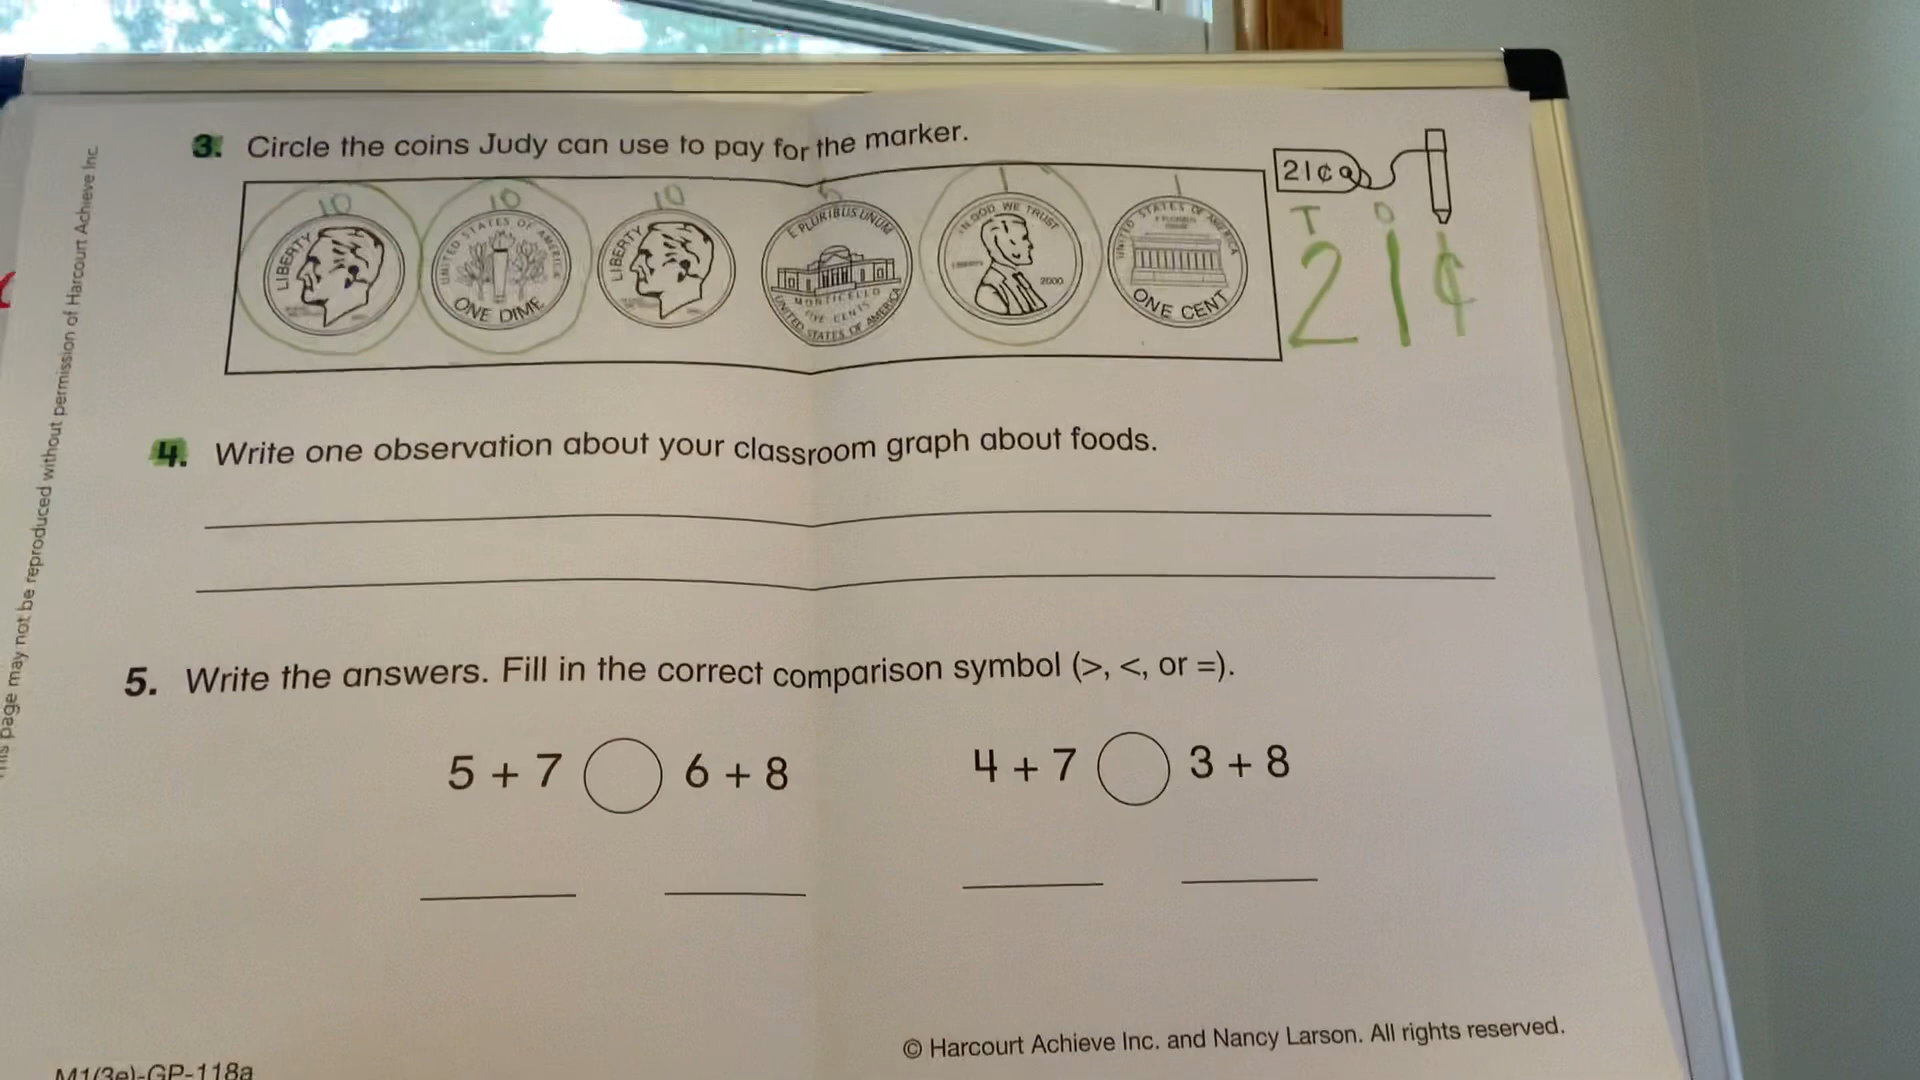 3. Circle the coins Judy can use to pay for the marker.
21¢
10 10 10 5 1 1
T O
LIBERTY
UNITED STATES OF AMERICA
ONE DIME
LIBERTY
E PLURIBUS UNUM
MONTICELLO
FIVE CENTS
UNITED STATES OF AMERICA
IN GOD WE TRUST
LIBERTY
2000
UNITED STATES OF AMERICA
ONE CENT
21¢
4. Write one observation about your classroom graph about foods.
5. Write the answers. Fill in the correct comparison symbol (>, <, or =).
5 + 7 6 + 8 4 + 7 3 + 8
© Harcourt Achieve Inc. and Nancy Larson. All rights reserved.
M1(3e)-GP-118a
page may not be reproduced without permission of Harcourt Achieve Inc.